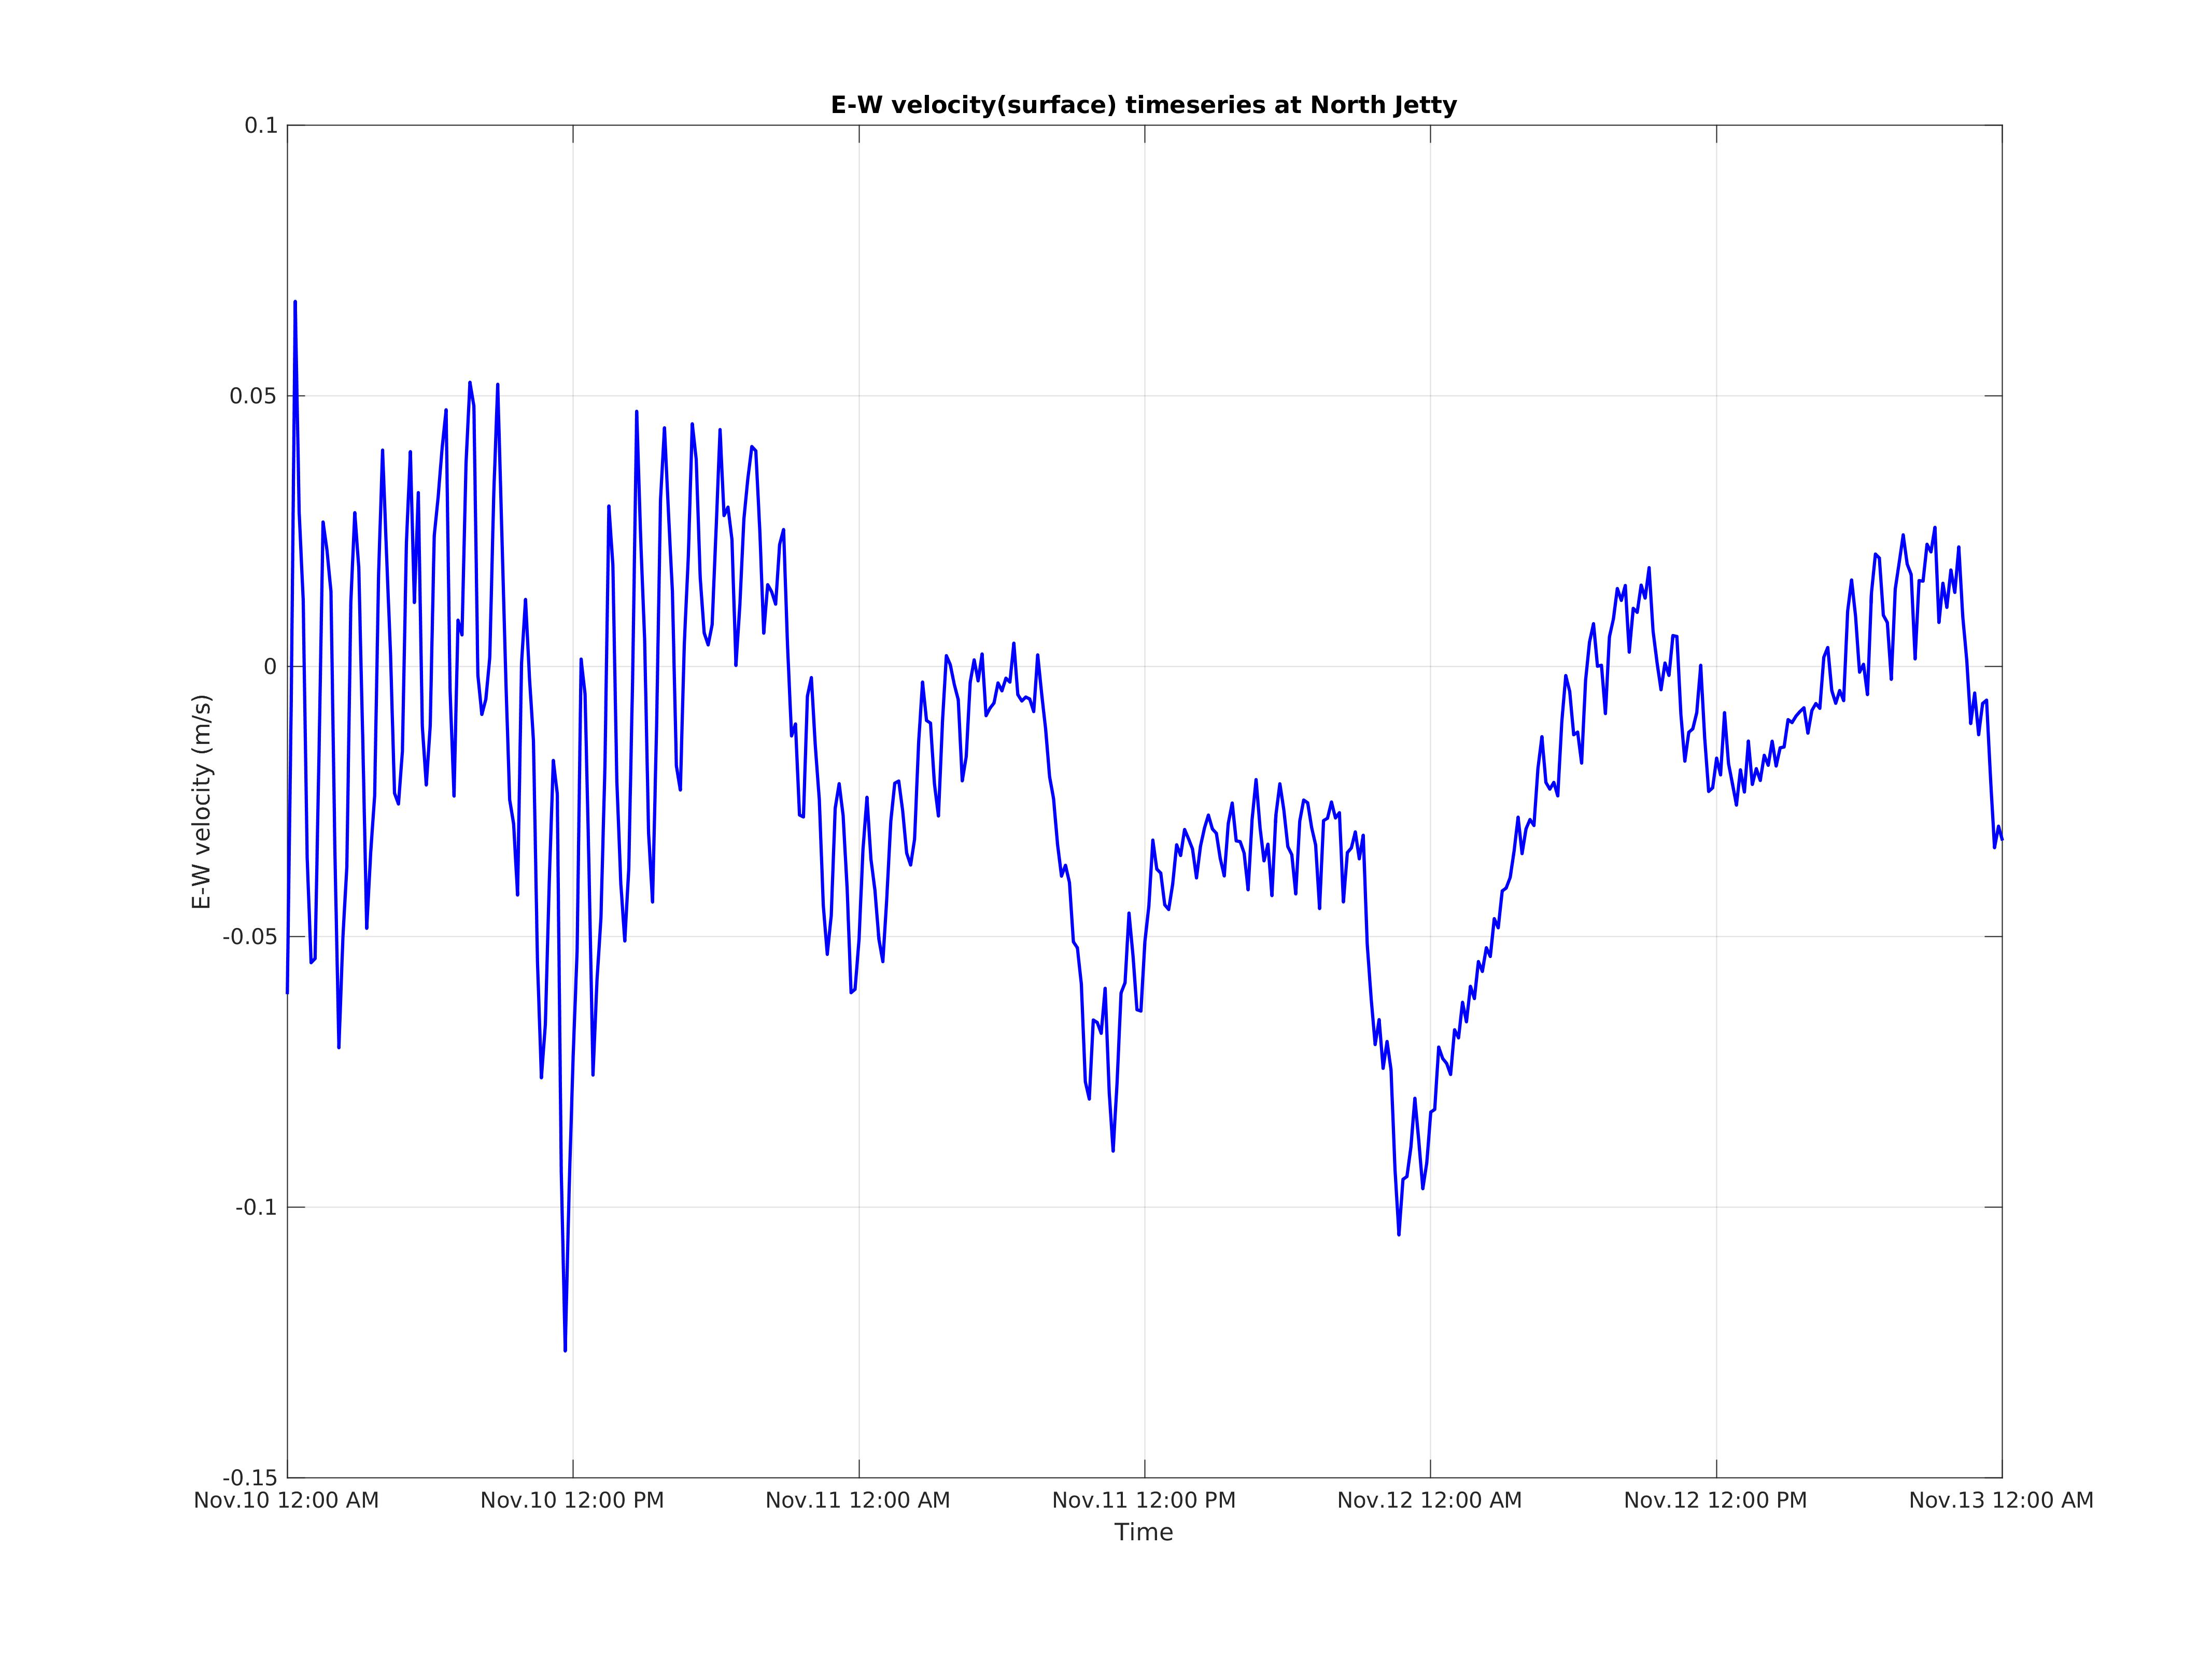 E-W velocity(surface) timeseries at North Jetty
0.1
0.05
0
-0.05
-0.1
-0.15
E-W velocity (m/s)
Nov.10 12:00 AM Nov.10 12:00 PM Nov.11 12:00 AM Nov.11 12:00 PM Nov.12 12:00 AM Nov.12 12:00 PM Nov.13 12:00 AM
Time